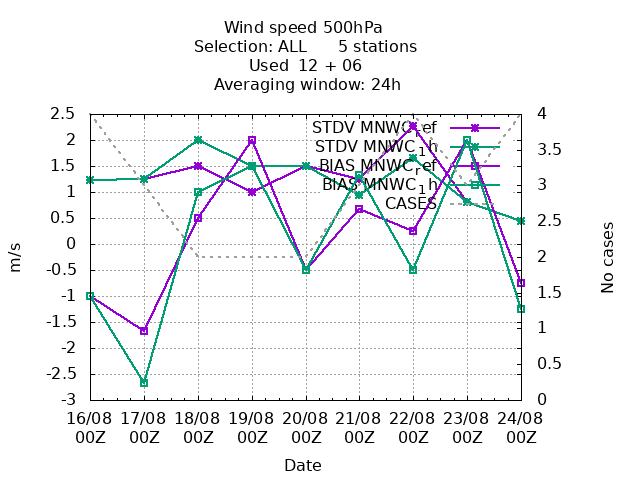 Wind speed 500hPa
Selection: ALL      5 stations
Used  12 + 06
Averaging window: 24h
STDV MNWC_ref
STDV MNWC_1h
BIAS MNWC_ref
BIAS MNWC_1h
CASES
m/s
2.5
2
1.5
1
0.5
0
-0.5
-1
-1.5
-2
-2.5
-3
4
3.5
3
2.5
2
1.5
1
0.5
0
No cases
16/08 17/08 18/08 19/08 20/08 21/08 22/08 23/08 24/08
00Z 00Z 00Z 00Z 00Z 00Z 00Z 00Z 00Z
Date